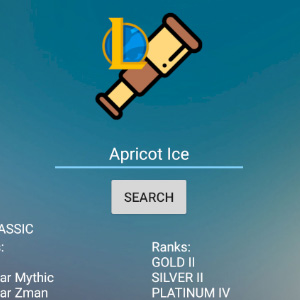 L
Apricot Ice
SEARCH
ASSIC
:
Ranks:
GOLD II
SILVER II
ar Mythic
ar Zman
PLATINUM IV